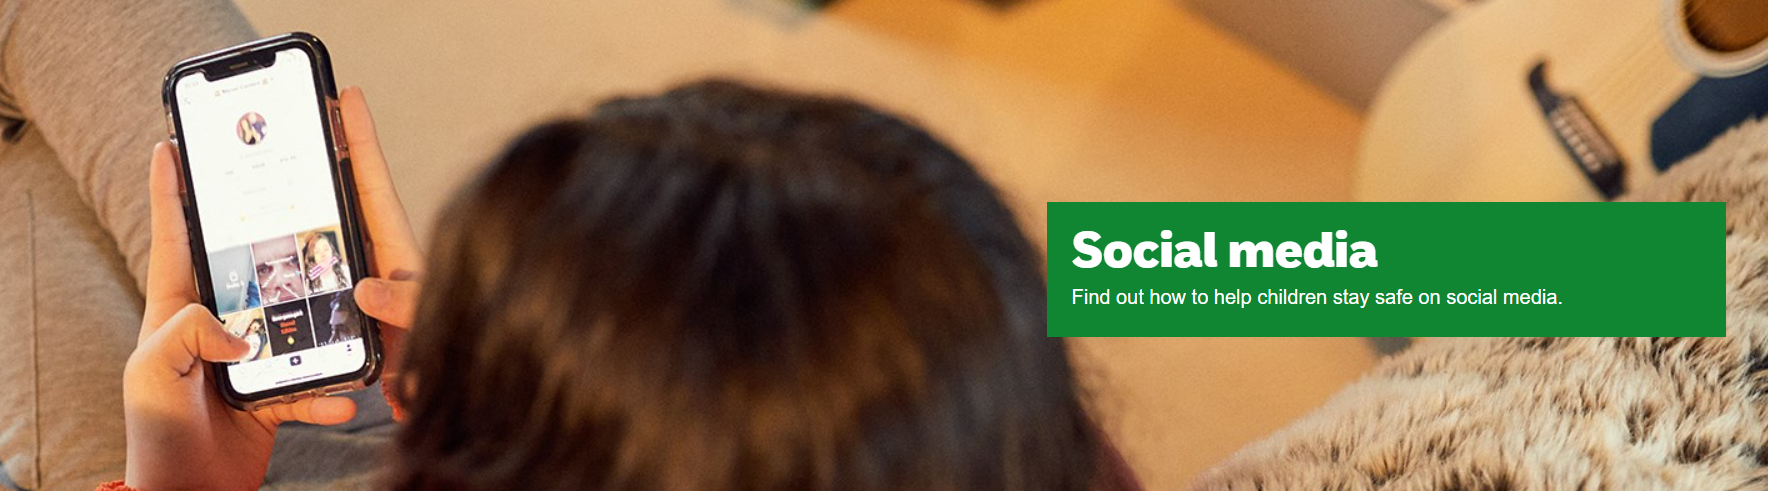 Social media
Find out how to help children stay safe on social media.